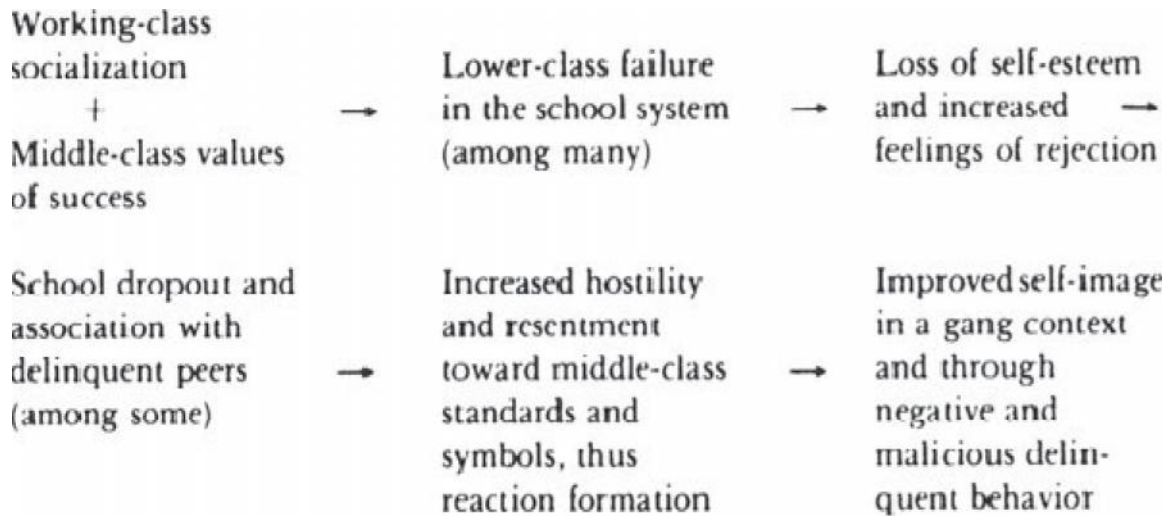 Working-class
socialization
+
Middle-class values
of success
→
Lower-class failure
in the school system
(among many)
→
Loss of self-esteem
and increased
feelings of rejection
→
School dropout and
association with
delinquent peers
(among some)
→
Increased hostility
and resentment
toward middle-class
standards and
symbols, thus
reaction formation
→
Improved self-image
in a gang context
and through
negative and
malicious delin-
quent behavior